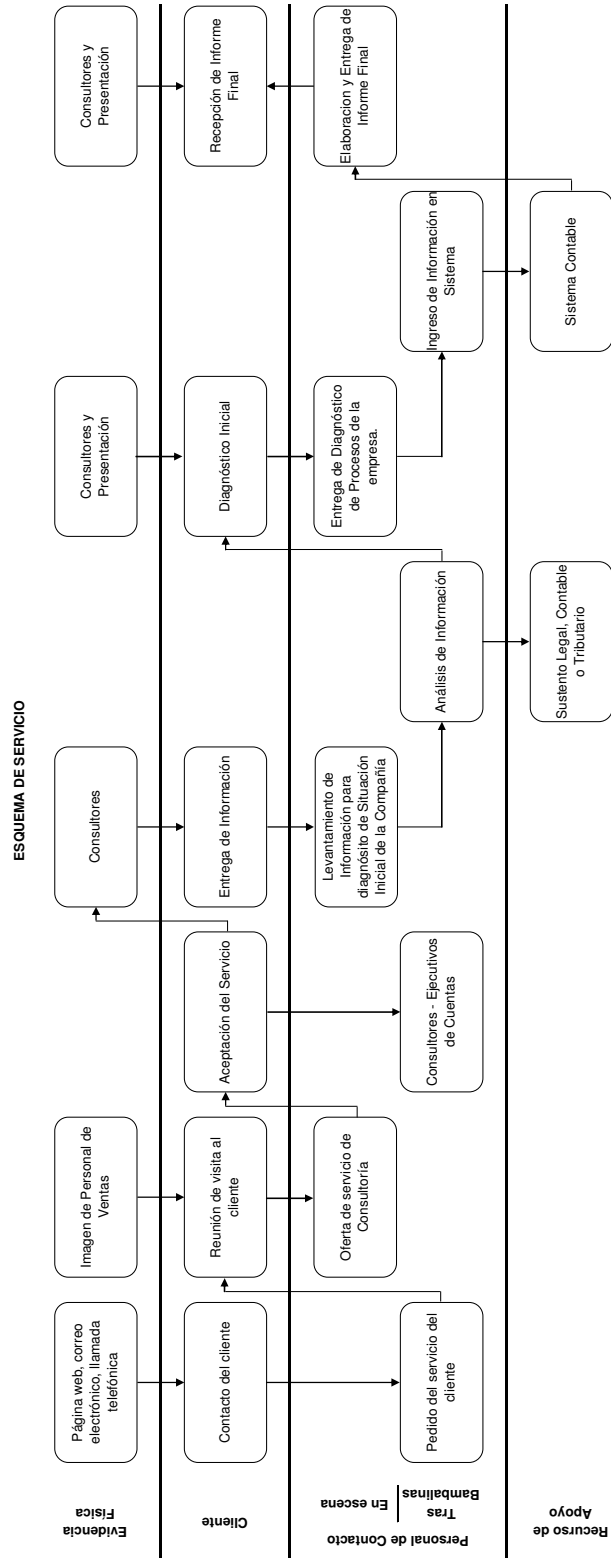 ESQUEMA DE SERVICIO
Evidencia
Física
Página web, correo
electrónico, llamada
telefónica
Imagen de Personal de
Ventas
Consultores
Consultores y
Presentación
Consultores y
Presentación
Cliente
Contacto del cliente
Reunión de visita al
cliente
Aceptación del Servicio
Entrega de Información
Diagnóstico Inicial
Recepción de Informe
Final
Personal de Contacto
En escena
Oferta de servicio de
Consultoría
Levantamiento de
Información para
diagnósito de Situación
Inicial de la Compañía
Entrega de Diagnóstico
de Procesos de la
empresa.
Elaboracion y Entrega de
Informe Final
Tras
Bambalinas
Pedido del servicio del
cliente
Consultores - Ejecutivos
de Cuentas
Análisis de Información
Ingreso de Información en
Sistema
Recurso de
Apoyo
Sustento Legal, Contable
o Tributario
Sistema Contable